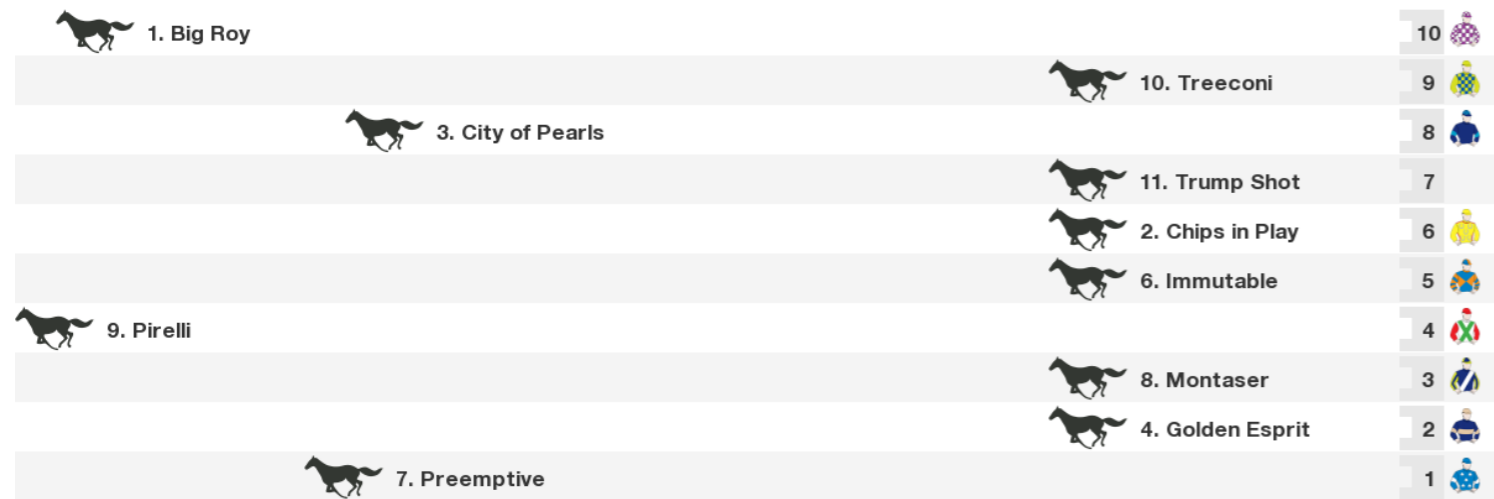 1. Big Roy 10
10. Treeconi 9
3. City of Pearls 8
11. Trump Shot 7
2. Chips in Play 6
6. Immutable 5
9. Pirelli 4
8. Montaser 3
4. Golden Esprit 2
7. Preemptive 1